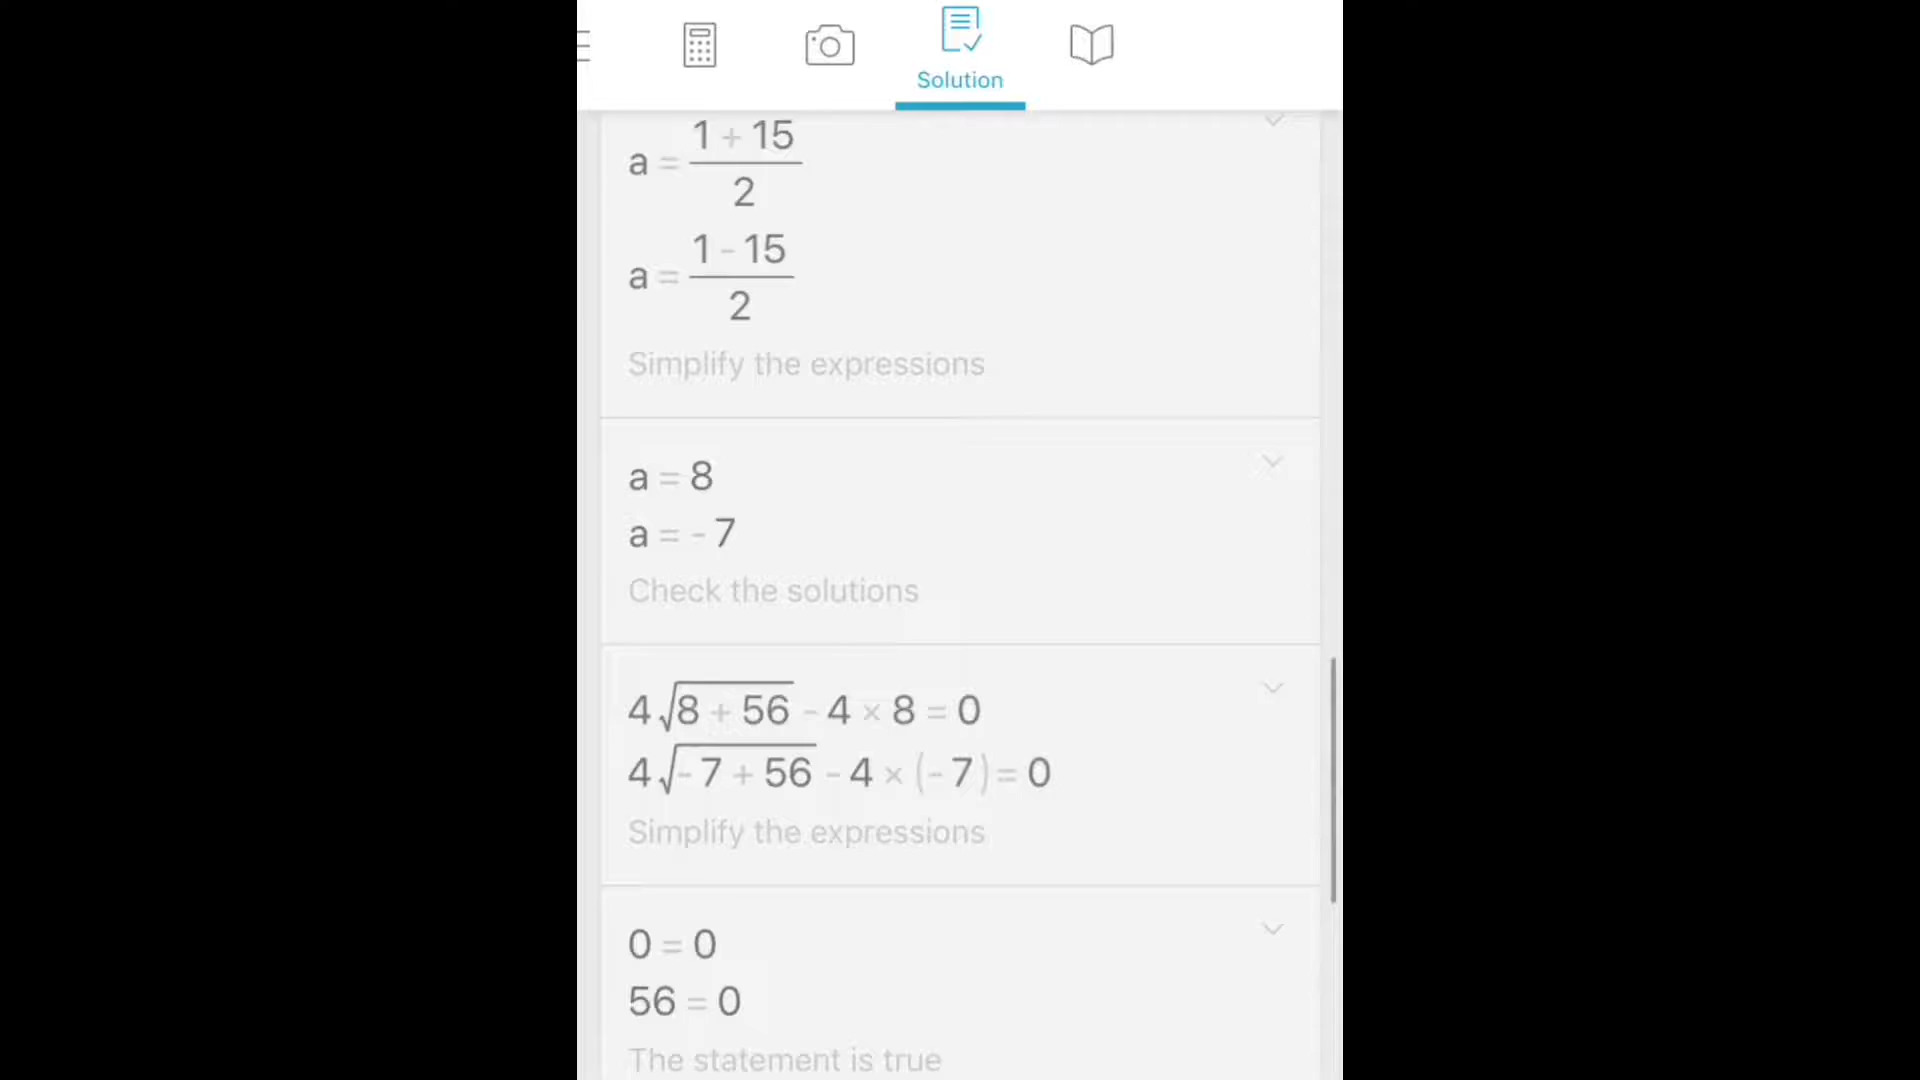 Solution
a = (1 + 15)/2
a = (1 - 15)/2
Simplify the expressions
a = 8
a = - 7
Check the solutions
4√(8 + 56) - 4 × 8 = 0
4√(- 7 + 56) - 4 × (- 7) = 0
Simplify the expressions
0 = 0
56 = 0
The statement is true